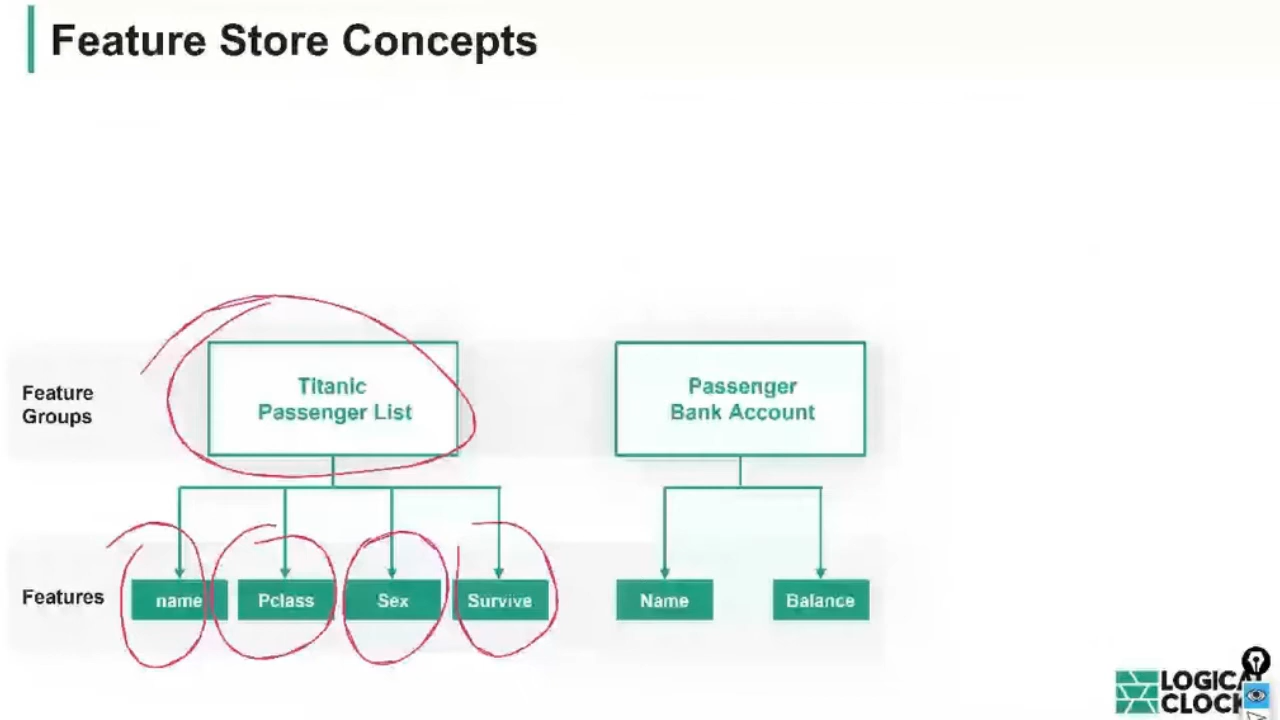 Feature Store Concepts
Feature
Groups
Titanic
Passenger List
Passenger
Bank Account
Features
name
Pclass
Sex
Survive
Name
Balance
LOGICAL
CLOCK